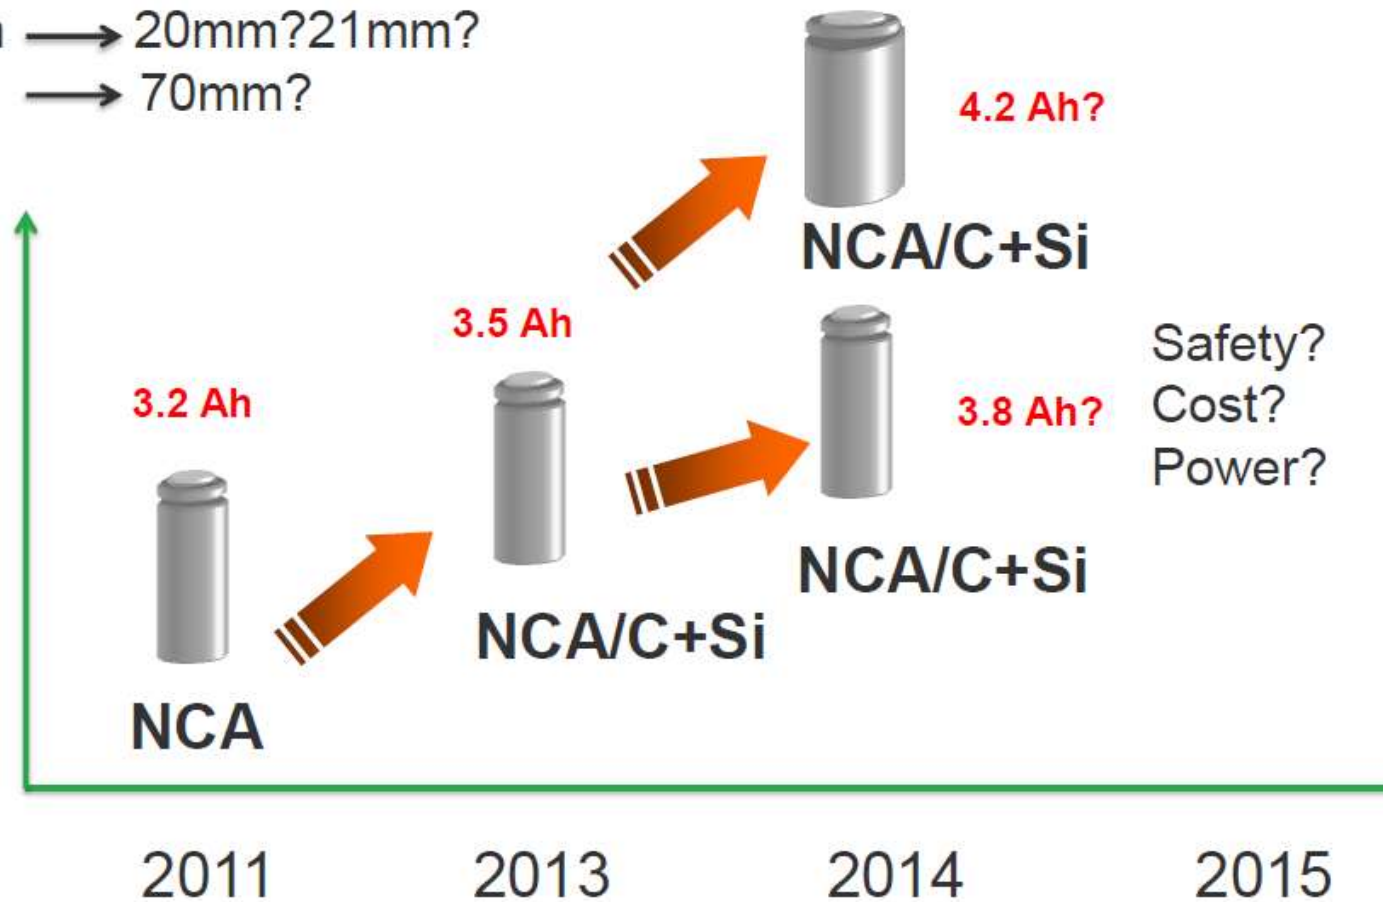 20mm?21mm?
70mm?
4.2 Ah?
NCA/C+Si
3.5 Ah
Safety?
3.2 Ah
3.8 Ah?
Cost?
Power?
NCA/C+Si
NCA/C+Si
NCA
2011
2013
2014
2015